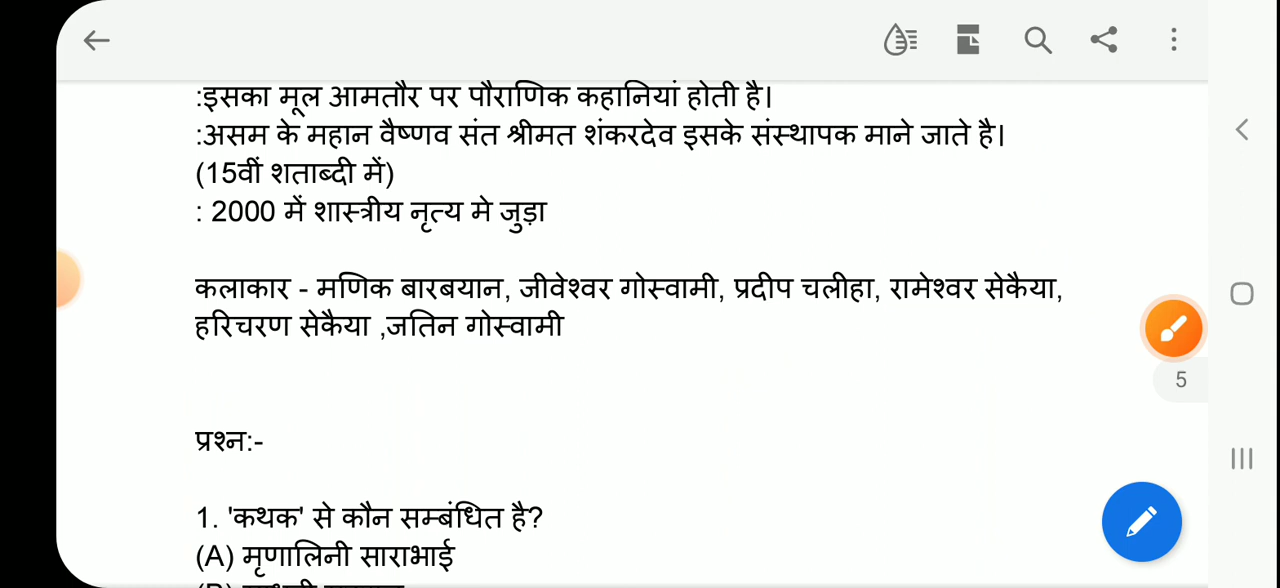 :इसका मूल आमतौर पर पौराणिक कहानियां होती है।
:असम के महान वैष्णव संत श्रीमत शंकरदेव इसके संस्थापक माने जाते है।
(15वीं शताब्दी में)
: 2000 में शास्त्रीय नृत्य मे जुड़ा
कलाकार - मणिक बारबयान, जीवेश्वर गोस्वामी, प्रदीप चलीहा, रामेश्वर सेकैया,
हरिचरण सेकैया ,जतिन गोस्वामी
5
प्रश्न:-
1. 'कथक' से कौन सम्बंधित है?
(A) मृणालिनी साराभाई